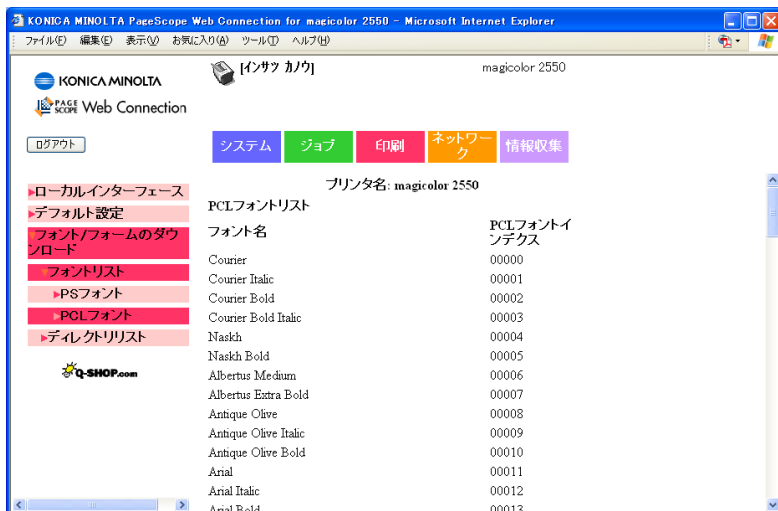 KONICA MINOLTA PageScope Web Connection for magicolor 2550 - Microsoft Internet Explorer
ファイル(F) 編集(E) 表示(V) お気に入り(A) ツール(T) ヘルプ(H)
KONICA MINOLTA
[インサツ カノウ]
magicolor 2550
PAGE SCOPE Web Connection
ログアウト
システム
ジョブ
印刷
ネットワー
ク
情報収集
ローカルインターフェース
デフォルト設定
フォント/フォームのダウ
ンロード
フォントリスト
PSフォント
PCLフォント
ディレクトリリスト
Q-SHOP.com
プリンタ名: magicolor 2550
PCLフォントリスト
フォント名 PCLフォントイ
ンデクス
Courier 00000
Courier Italic 00001
Courier Bold 00002
Courier Bold Italic 00003
Naskh 00004
Naskh Bold 00005
Albertus Medium 00006
Albertus Extra Bold 00007
Antique Olive 00008
Antique Olive Italic 00009
Antique Olive Bold 00010
Arial 00011
Arial Italic 00012
Arial Bold 00013